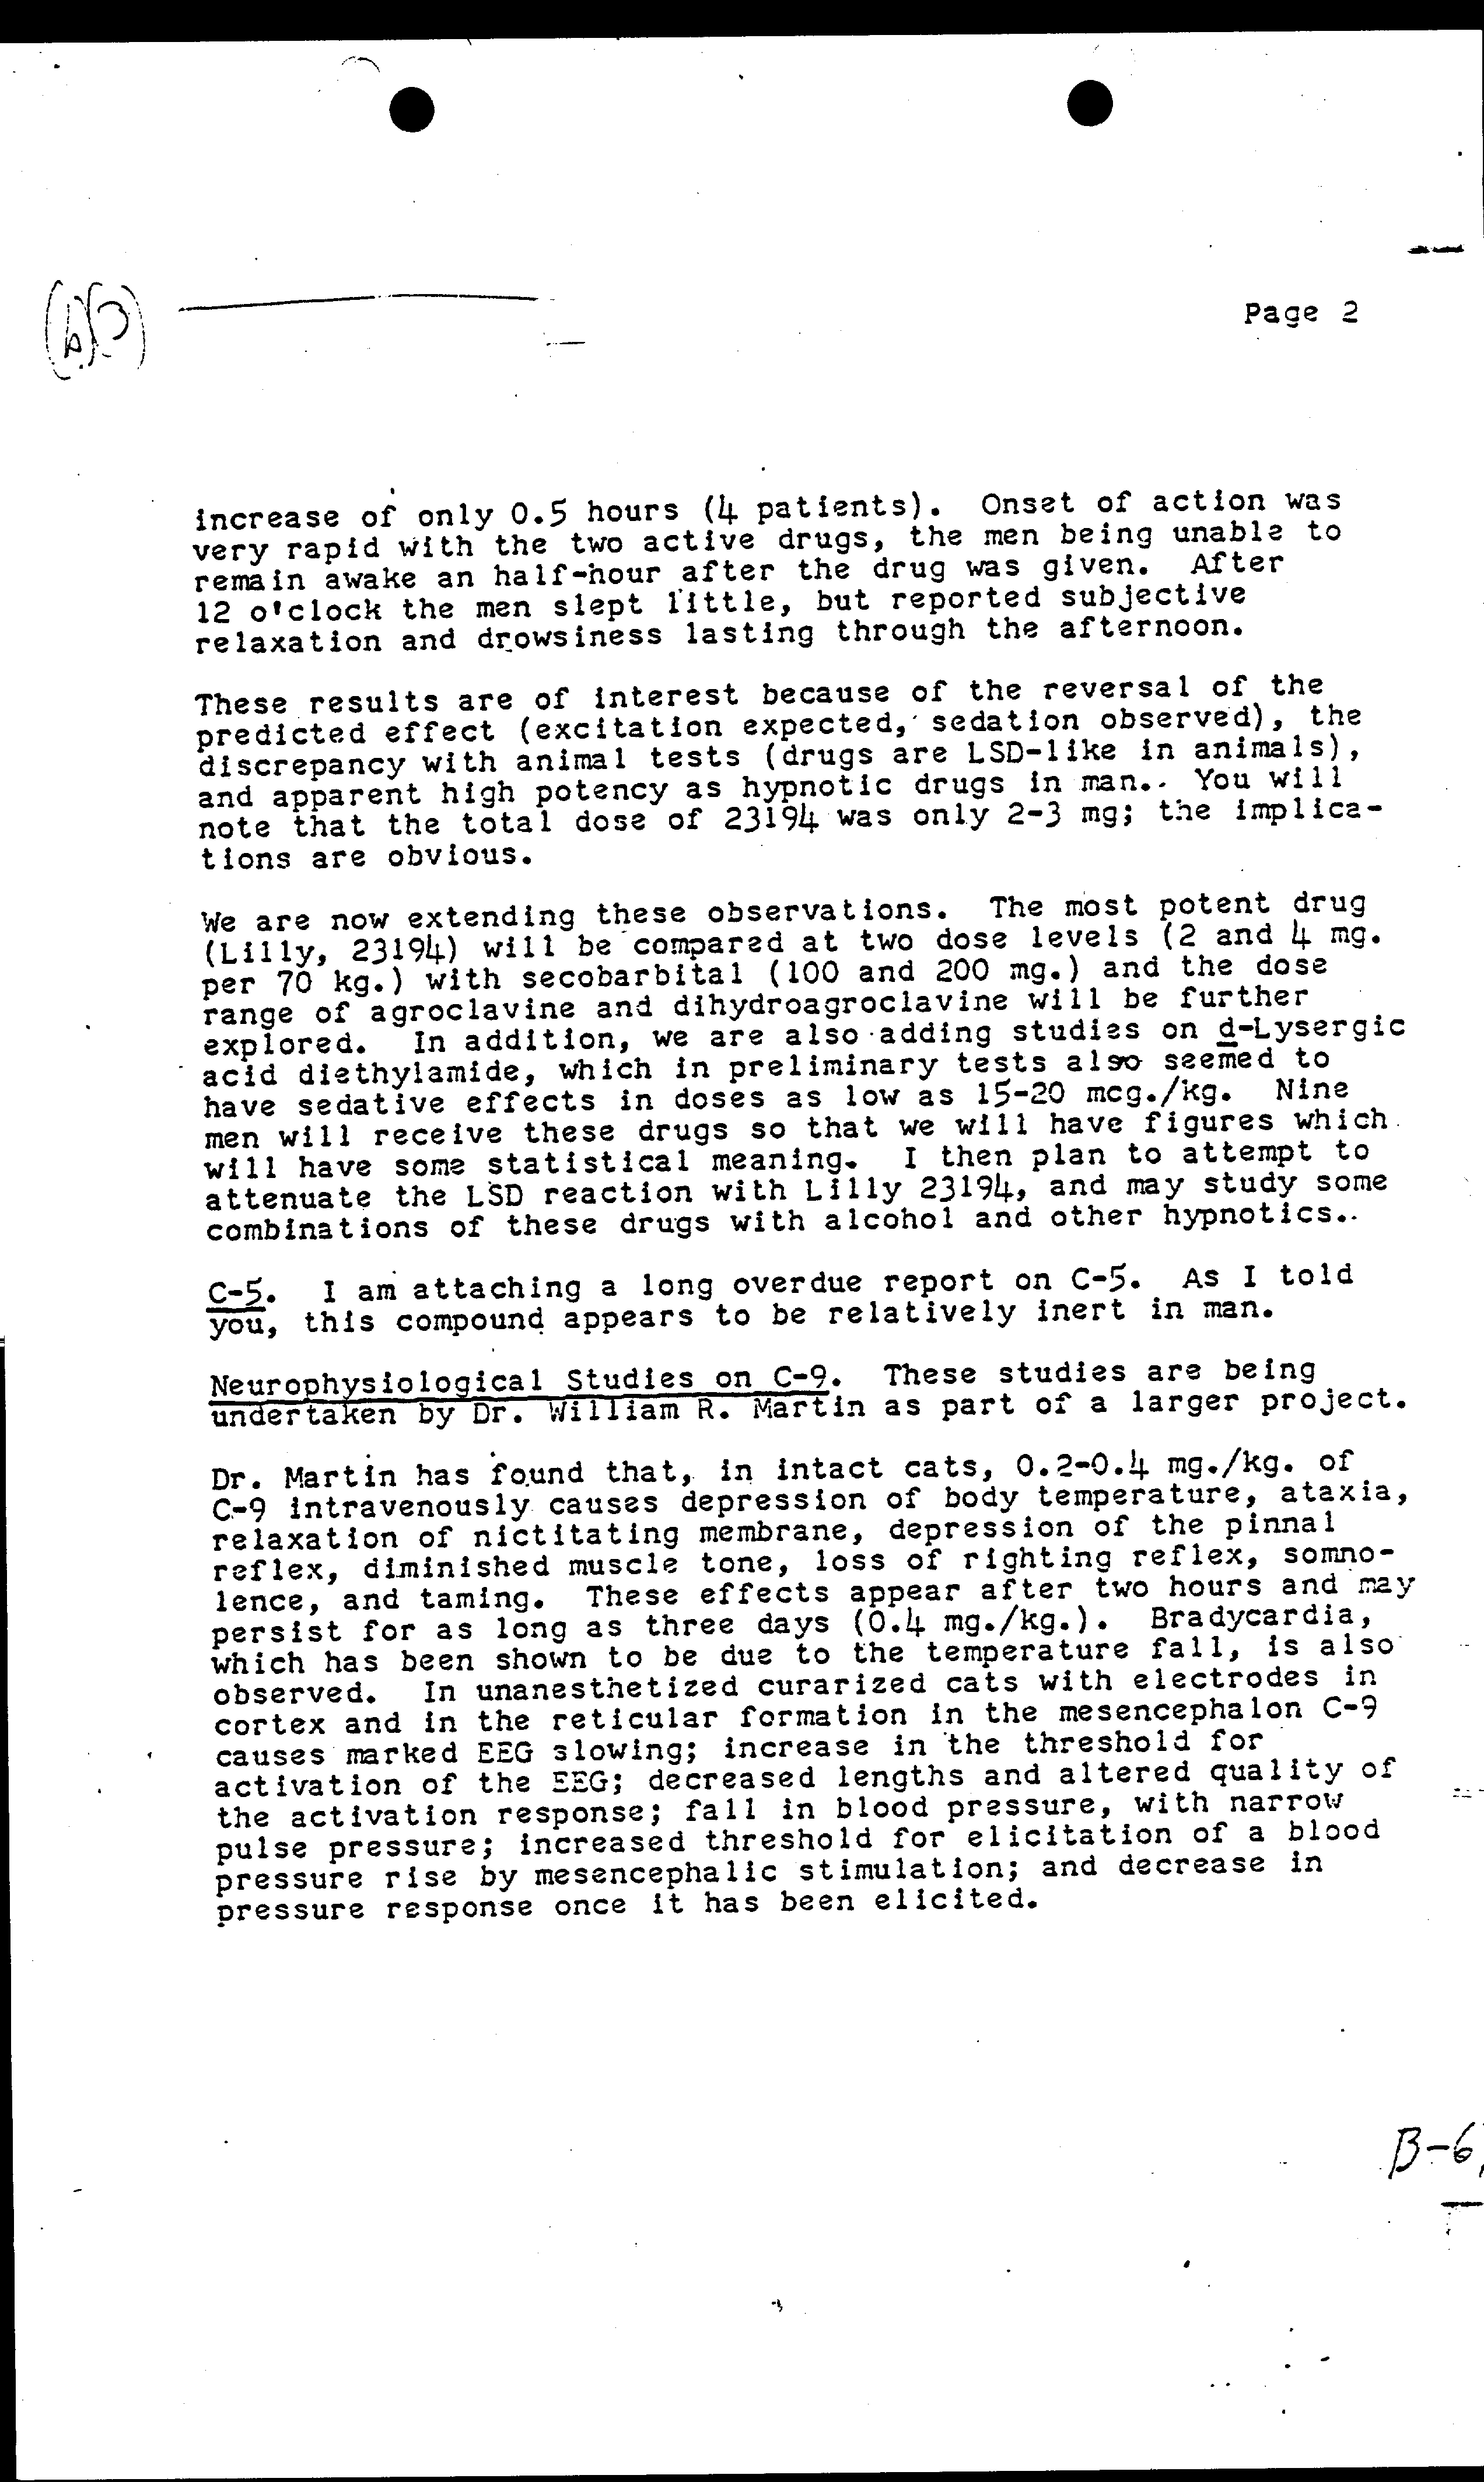 Page 2
increase of only 0.5 hours (4 patients). Onset of action was
very rapid with the two active drugs, the men being unable to
remain awake an half-hour after the drug was given. After
12 o'clock the men slept little, but reported subjective
relaxation and drowsiness lasting through the afternoon.
These results are of interest because of the reversal of the
predicted effect (excitation expected, sedation observed), the
discrepancy with animal tests (drugs are LSD-like in animals),
and apparent high potency as hypnotic drugs in man.. You will
note that the total dose of 23194 was only 2-3 mg; the implica-
tions are obvious.
We are now extending these observations. The most potent drug
(Lilly, 23194) will be compared at two dose levels (2 and 4 mg.
per 70 kg.) with secobarbital (100 and 200 mg.) and the dose
range of agroclavine and dihydroagroclavine will be further
explored. In addition, we are also adding studies on d-Lysergic
acid diethylamide, which in preliminary tests also seemed to
have sedative effects in doses as low as 15-20 mcg./kg. Nine
men will receive these drugs so that we will have figures which
will have some statistical meaning. I then plan to attempt to
attenuate the LSD reaction with Lilly 23194, and may study some
combinations of these drugs with alcohol and other hypnotics..
C-5. I am attaching a long overdue report on C-5. As I told
you, this compound appears to be relatively inert in man.
Neurophysiological Studies on C-9. These studies are being
undertaken by Dr. William R. Martin as part of a larger project.
Dr. Martin has found that, in intact cats, 0.2-0.4 mg./kg. of
C-9 intravenously causes depression of body temperature, ataxia,
relaxation of nictitating membrane, depression of the pinnal
reflex, diminished muscle tone, loss of righting reflex, somno-
lence, and taming. These effects appear after two hours and may
persist for as long as three days (0.4 mg./kg.). Bradycardia,
which has been shown to be due to the temperature fall, is also
observed. In unanesthetized curarized cats with electrodes in
cortex and in the reticular formation in the mesencephalon C-9
causes marked EEG slowing; increase in the threshold for
activation of the EEG; decreased lengths and altered quality of
the activation response; fall in blood pressure, with narrow
pulse pressure; increased threshold for elicitation of a blood
pressure rise by mesencephalic stimulation; and decrease in
pressure response once it has been elicited.
B-6